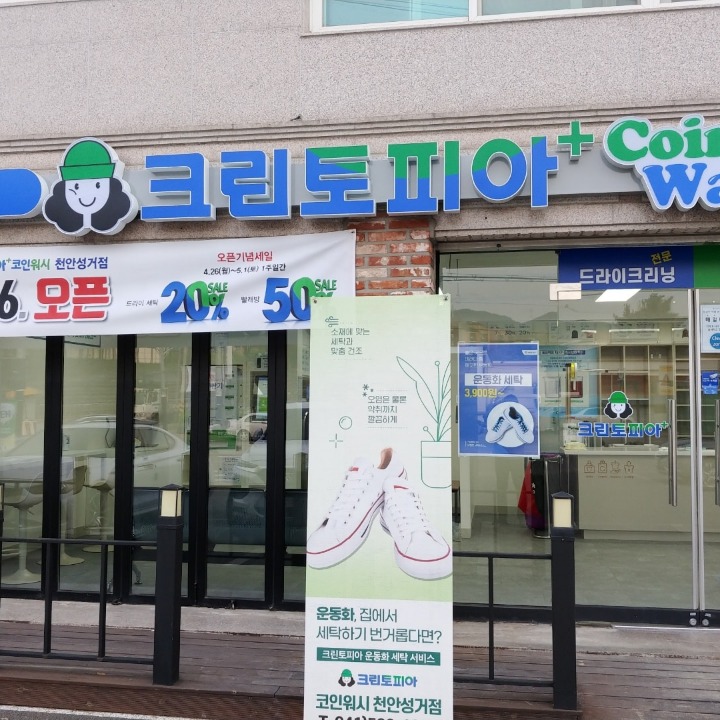 크린토피아+
Coin
Wa
아+코인워시 천안성거점
6. 오픈
오픈기념세일
4.26(월)~5.1(토) 1주일간
드라이 세탁 20% SALE
빨래방 50% SALE
전문
드라이크리닝
소재에 맞는
세탁과
맞춤 건조
오염은 물론
악취까지
깔끔하게
운동화 세탁
3,900원~
크린토피아+
운동화, 집에서
세탁하기 번거롭다면?
크린토피아 운동화 세탁 서비스
크린토피아
코인워시 천안성거점